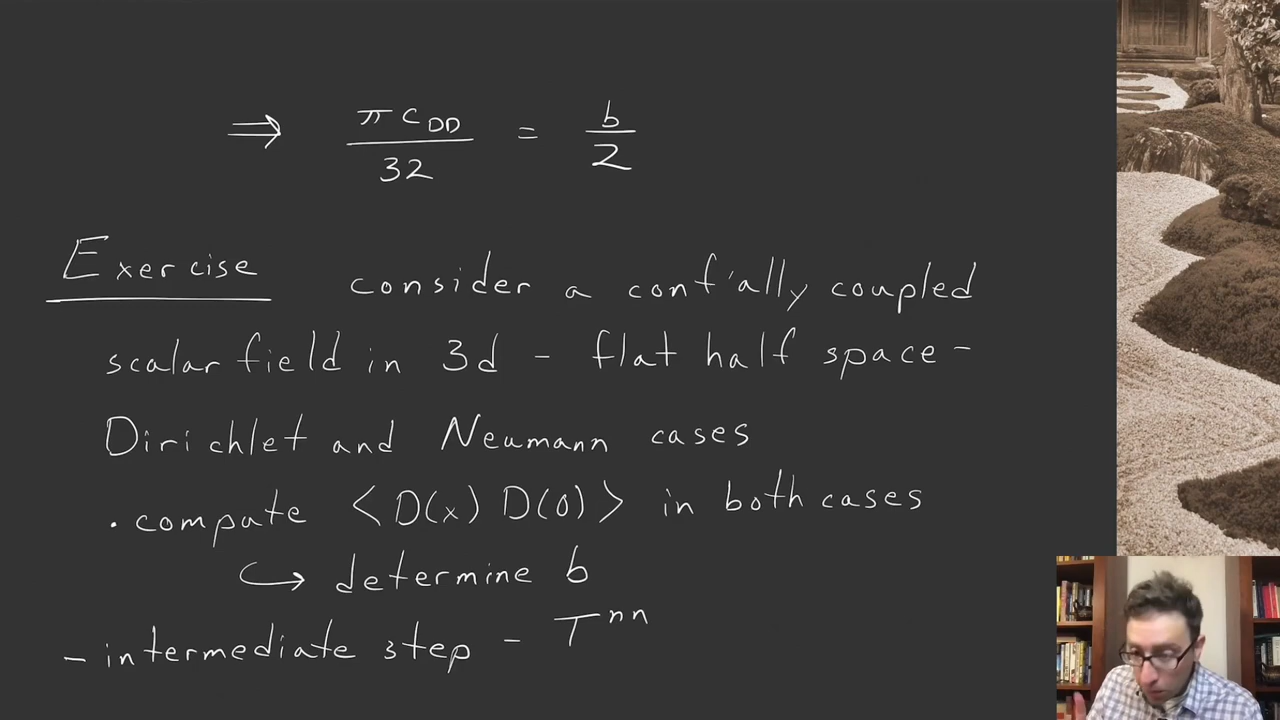 ⇒ π C_DD / 32 = b / 2
Exercise consider a conf'ally coupled
scalar field in 3d - flat half space -
Dirichlet and Neumann cases
• compute <D(x) D(0)> in both cases
↪ determine b
- intermediate step - T^nn